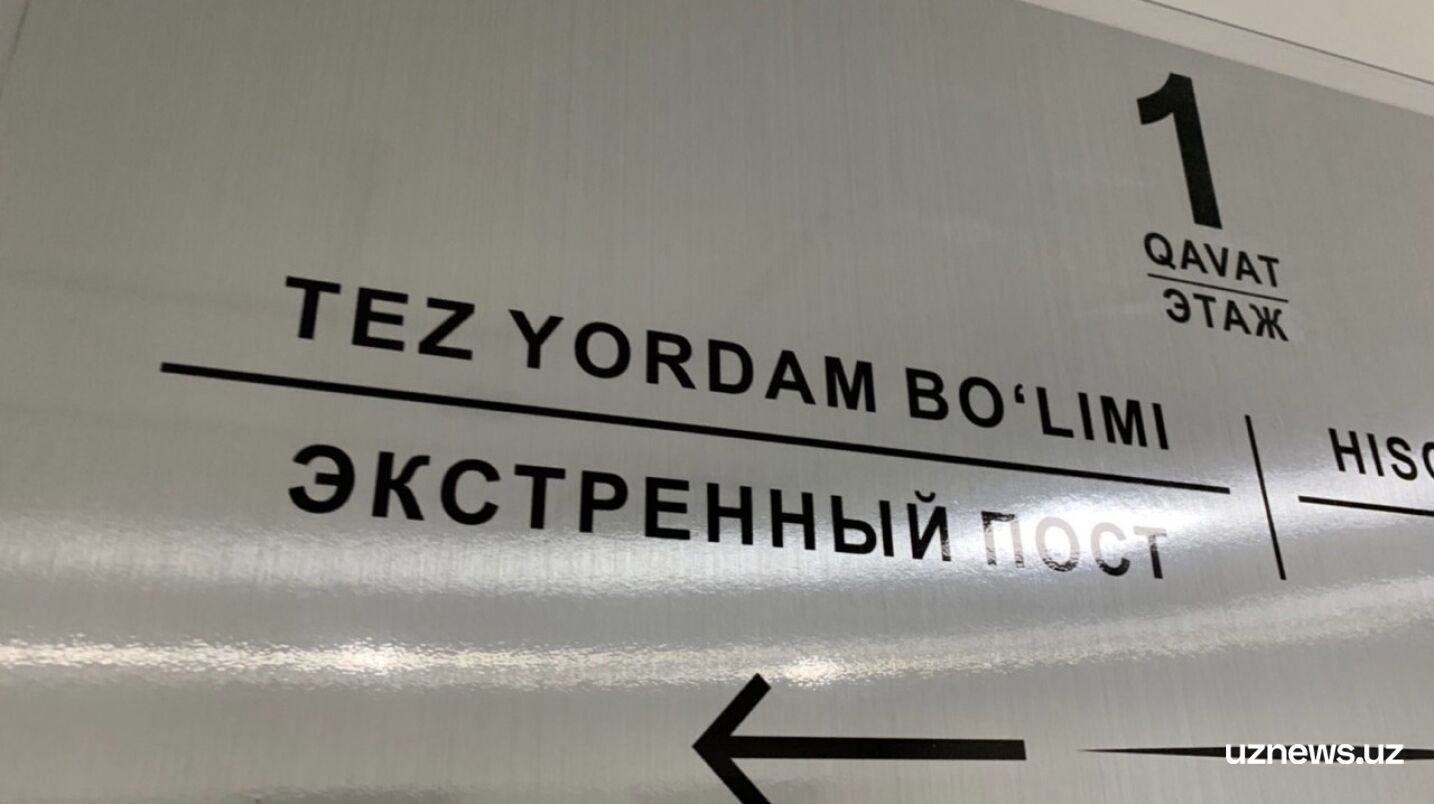 1
QAVAT
ЭТАЖ
TEZ YORDAM BO‘LIMI
ЭКСТРЕННЫЙ ПОСТ
uznews.uz